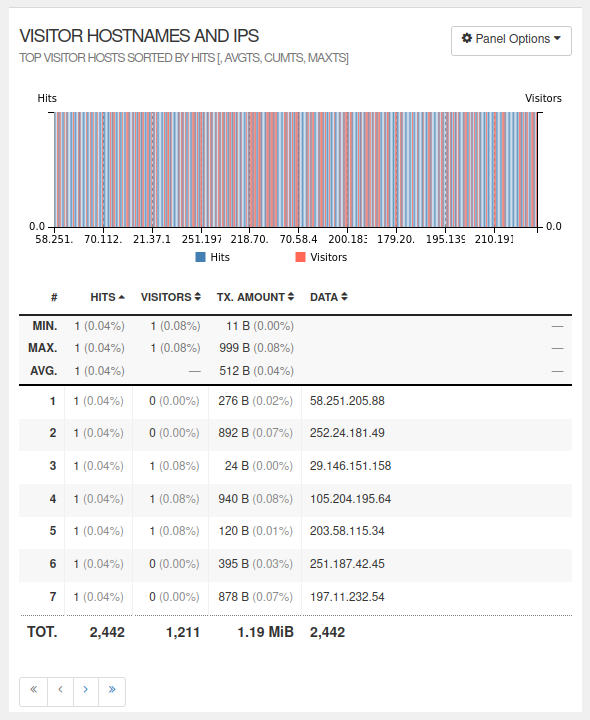 VISITOR HOSTNAMES AND IPS
TOP VISITOR HOSTS SORTED BY HITS [, AVGTS, CUMTS, MAXTS]
Panel Options
Hits Visitors
0.0 0.0
58.251. 70.112. 21.37.1 251.197 218.70. 70.58.4 200.183 179.20. 195.139 210.191
Hits Visitors
# HITS VISITORS TX. AMOUNT DATA
MIN. 1 (0.04%) 1 (0.08%) 11 B (0.00%) —
MAX. 1 (0.04%) 1 (0.08%) 999 B (0.08%) —
AVG. 1 (0.04%) — 512 B (0.04%) —
1 1 (0.04%) 0 (0.00%) 276 B (0.02%) 58.251.205.88
2 1 (0.04%) 0 (0.00%) 892 B (0.07%) 252.24.181.49
3 1 (0.04%) 1 (0.08%) 24 B (0.00%) 29.146.151.158
4 1 (0.04%) 1 (0.08%) 940 B (0.08%) 105.204.195.64
5 1 (0.04%) 1 (0.08%) 120 B (0.01%) 203.58.115.34
6 1 (0.04%) 0 (0.00%) 395 B (0.03%) 251.187.42.45
7 1 (0.04%) 0 (0.00%) 878 B (0.07%) 197.11.232.54
TOT. 2,442 1,211 1.19 MiB 2,442
« ‹ › »